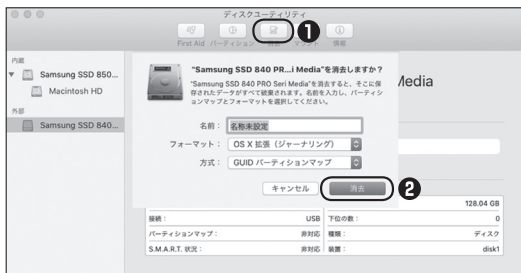 ディスクユーティリティ
First Aid パーティション 消去 マウント 情報
❶
内蔵
Samsung SSD 850...
Macintosh HD
外部
Samsung SSD 840...
"Samsung SSD 840 PR...i Media"を消去しますか？
"Samsung SSD 840 PRO Seri Media"を消去すると、そこに保
存されたデータがすべて破棄されます。名前を入力し、パーティシ
ョンマップとフォーマットを選択してください。
Media
名前： 名称未設定
フォーマット： OS X 拡張（ジャーナリング）
方式： GUID パーティションマップ
キャンセル 消去
❷
128.04 GB
接続： USB 下位の数： 0
パーティションマップ： 非対応 種類： ディスク
S.M.A.R.T. 状況： 非対応 装置： disk1